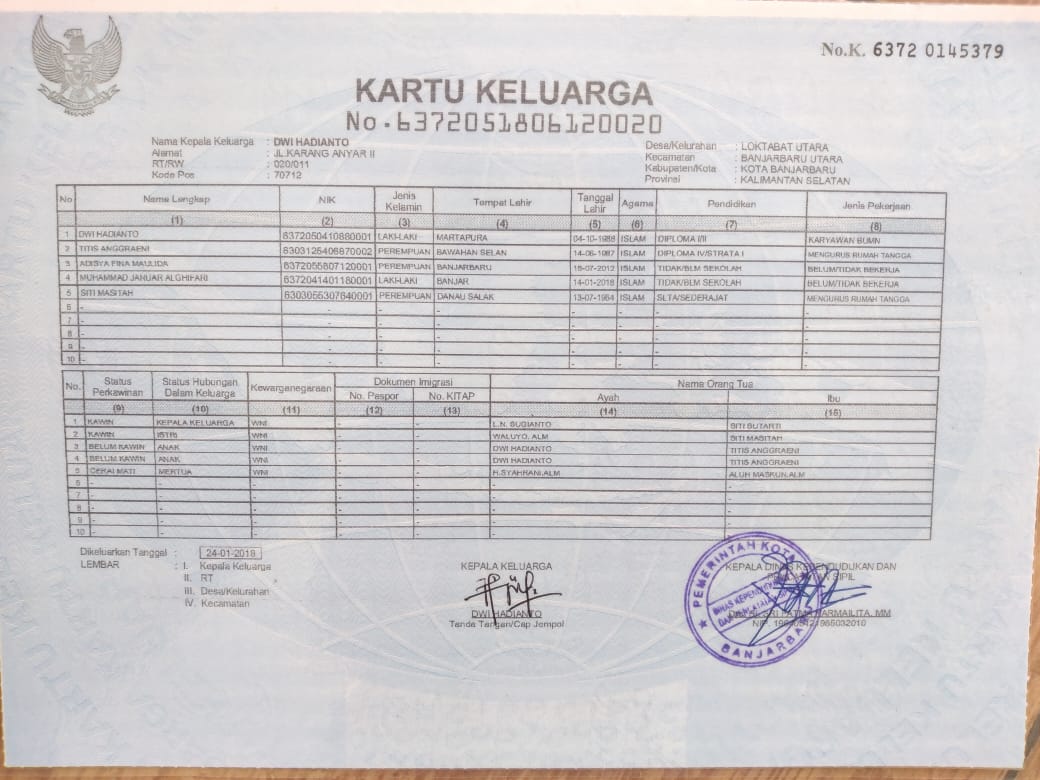 No.K. 6372 0145379
KARTU KELUARGA
No.6372051806120020
Nama Kepala Keluarga : DWI HADIANTO
Alamat : JL.KARANG ANYAR II
RT/RW : 020/011
Kode Pos : 70712
Desa/Kelurahan : LOKTABAT UTARA
Kecamatan : BANJARBARU UTARA
Kabupaten/Kota : KOTA BANJARBARU
Provinsi : KALIMANTAN SELATAN
No Nama Lengkap NIK Jenis Kelamin Tempat Lahir Tanggal Lahir Agama Pendidikan Jenis Pekerjaan
(1) (2) (3) (4) (5) (6) (7) (8)
1 DWI HADIANTO 6372050410880001 LAKI-LAKI MARTAPURA 04-10-1988 ISLAM DIPLOMA I/II KARYAWAN BUMN
2 TITIS ANGGRAENI 6303125406870002 PEREMPUAN BAWAHAN SELAN 14-06-1987 ISLAM DIPLOMA IV/STRATA I MENGURUS RUMAH TANGGA
3 ADISYA FINA MAULIDA 6372055807120001 PEREMPUAN BANJARBARU 18-07-2012 ISLAM TIDAK/BLM SEKOLAH BELUM/TIDAK BEKERJA
4 MUHAMMAD JANUAR ALGHIFARI 6372041401180001 LAKI-LAKI BANJAR 14-01-2018 ISLAM TIDAK/BLM SEKOLAH BELUM/TIDAK BEKERJA
5 SITI MASITAH 6303055307640001 PEREMPUAN DANAU SALAK 13-07-1964 ISLAM SLTA/SEDERAJAT MENGURUS RUMAH TANGGA
6 - - - - - - -
7 - - - - - - -
8 - - - - - - -
9 - - - - - - -
10 - - - - - - -
No. Status Perkawinan Status Hubungan Dalam Keluarga Kewarganegaraan Dokumen Imigrasi Nama Orang Tua
No. Paspor No. KITAP Ayah Ibu
(9) (10) (11) (12) (13) (14) (15)
1 KAWIN KEPALA KELUARGA WNI - - L.N. SUGIANTO SITI SUTARTI
2 KAWIN ISTRI WNI - - WALUYO, ALM SITI MASITAH
3 BELUM KAWIN ANAK WNI - - DWI HADIANTO TITIS ANGGRAENI
4 BELUM KAWIN ANAK WNI - - DWI HADIANTO TITIS ANGGRAENI
5 CERAI MATI MERTUA WNI - - H.SYAHRANI,ALM ALUH MASKUN,ALM
6 - - - - - - -
7 - - - - - - -
8 - - - - - - -
9 - - - - - - -
10 - - - - - - -
Dikeluarkan Tanggal : 24-01-2018
LEMBAR : I. Kepala Keluarga
II. RT
III. Desa/Kelurahan
IV. Kecamatan
KEPALA KELUARGA
DWI HADIANTO
Tanda Tangan/Cap Jempol
KEPALA DINAS KEPENDUDUKAN DAN
SIPIL
SRI FATMA HARMAILITA, MM
NIP.
PEMERINTAH KOTA
BANJARBARU